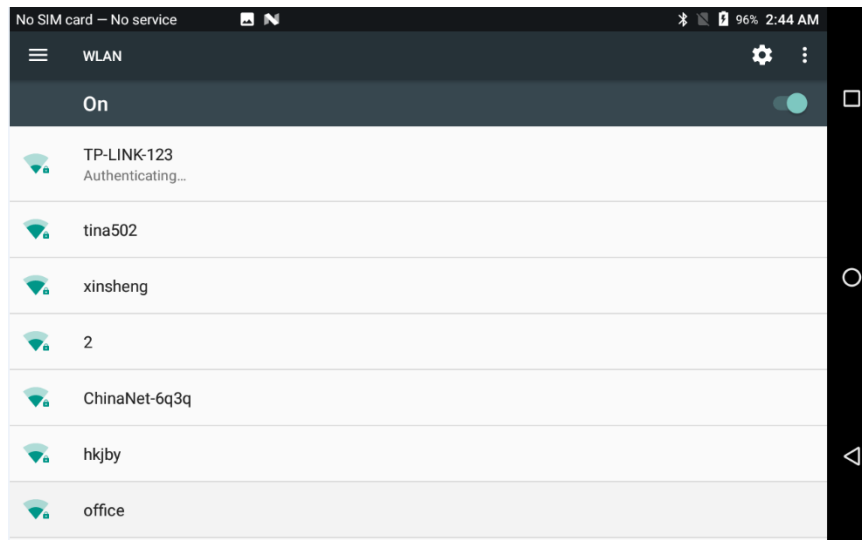 No SIM card — No service 96% 2:44 AM
WLAN
On
TP-LINK-123
Authenticating…
tina502
xinsheng
2
ChinaNet-6q3q
hkjby
office